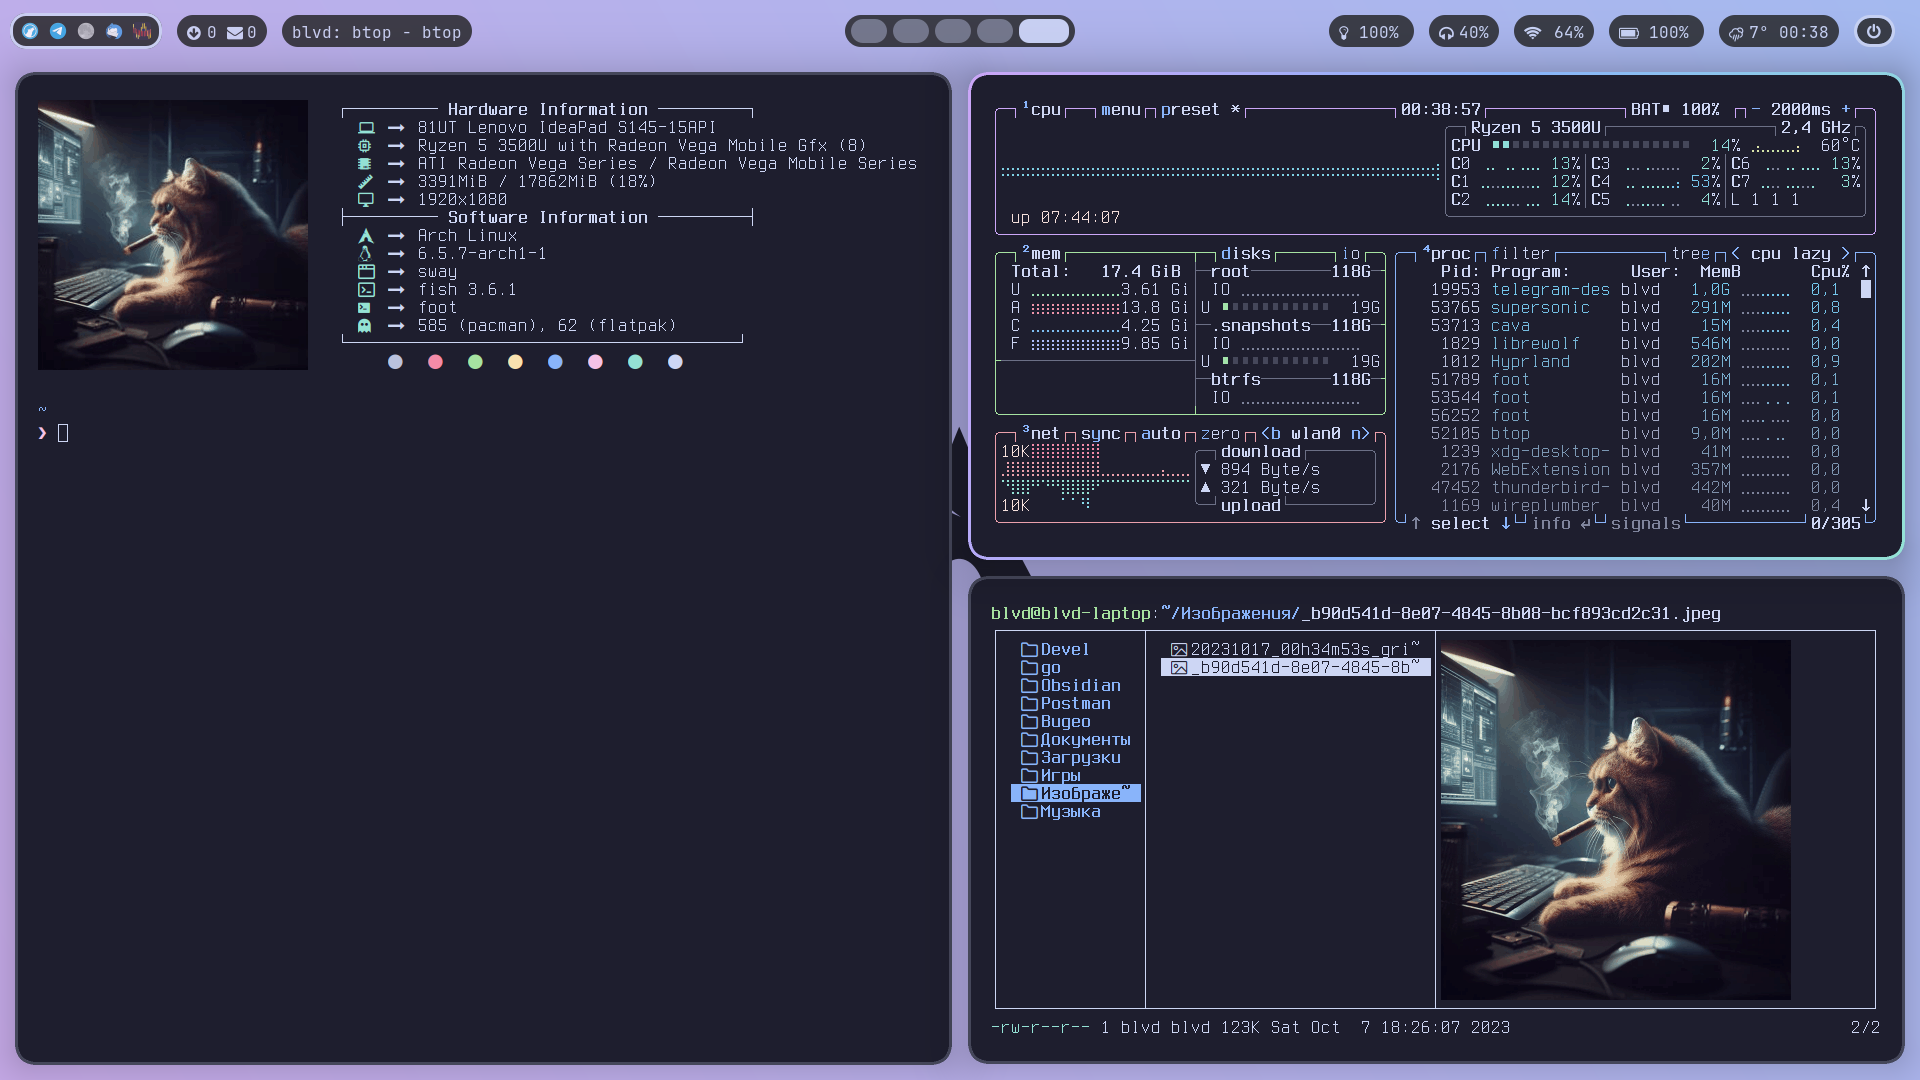 0 0
blvd: btop - btop
100%
40%
64%
100%
7° 00:38
Hardware Information
81UT Lenovo IdeaPad S145-15API
Ryzen 5 3500U with Radeon Vega Mobile Gfx (8)
ATI Radeon Vega Series / Radeon Vega Mobile Series
3391MiB / 17862MiB (18%)
1920x1080
Software Information
Arch Linux
6.5.7-arch1-1
sway
fish 3.6.1
foot
585 (pacman), 62 (flatpak)
~
❯
1cpu menu preset * 00:38:57 BAT 100% - 2000ms +
Ryzen 5 3500U 2,4 GHz
CPU 14% 60°C
C0 13% C3 2% C6 13%
C1 12% C4 53% C7 3%
C2 14% C5 4% L 1 1 1
up 07:44:07
2mem disks io
Total: 17.4 GiB
U 3.61 Gi
A 13.8 Gi
C 4.25 Gi
F 9.85 Gi
root 118G
IO
U 19G
.snapshots 118G
IO
U 19G
btrfs 118G
IO
3net sync auto zero <b wlan0 n>
10K
10K
download
▼ 894 Byte/s
▲ 321 Byte/s
upload
4proc filter tree < cpu lazy >
Pid: Program: User: MemB Cpu% ↑
19953 telegram-des blvd 1,0G 0,1
53765 supersonic blvd 291M 0,8
53713 cava blvd 15M 0,4
1829 librewolf blvd 546M 0,0
1012 Hyprland blvd 202M 0,9
51789 foot blvd 16M 0,1
53544 foot blvd 16M 0,1
56252 foot blvd 16M 0,0
52105 btop blvd 9,0M 0,0
1239 xdg-desktop- blvd 41M 0,0
2176 WebExtension blvd 357M 0,0
47452 thunderbird- blvd 442M 0,0
1169 wireplumber blvd 40M 0,4 ↓
↑ select ↓ info ↵ signals 0/305
blvd@blvd-laptop:~/Изображения/_b90d541d-8e07-4845-8b08-bcf893cd2c31.jpeg
Devel
go
Obsidian
Postman
Видео
Документы
Загрузки
Игры
Изображе~
Музыка
20231017_00h34m53s_gri~
_b90d541d-8e07-4845-8b~
-rw-r--r-- 1 blvd blvd 123K Sat Oct 7 18:26:07 2023 2/2